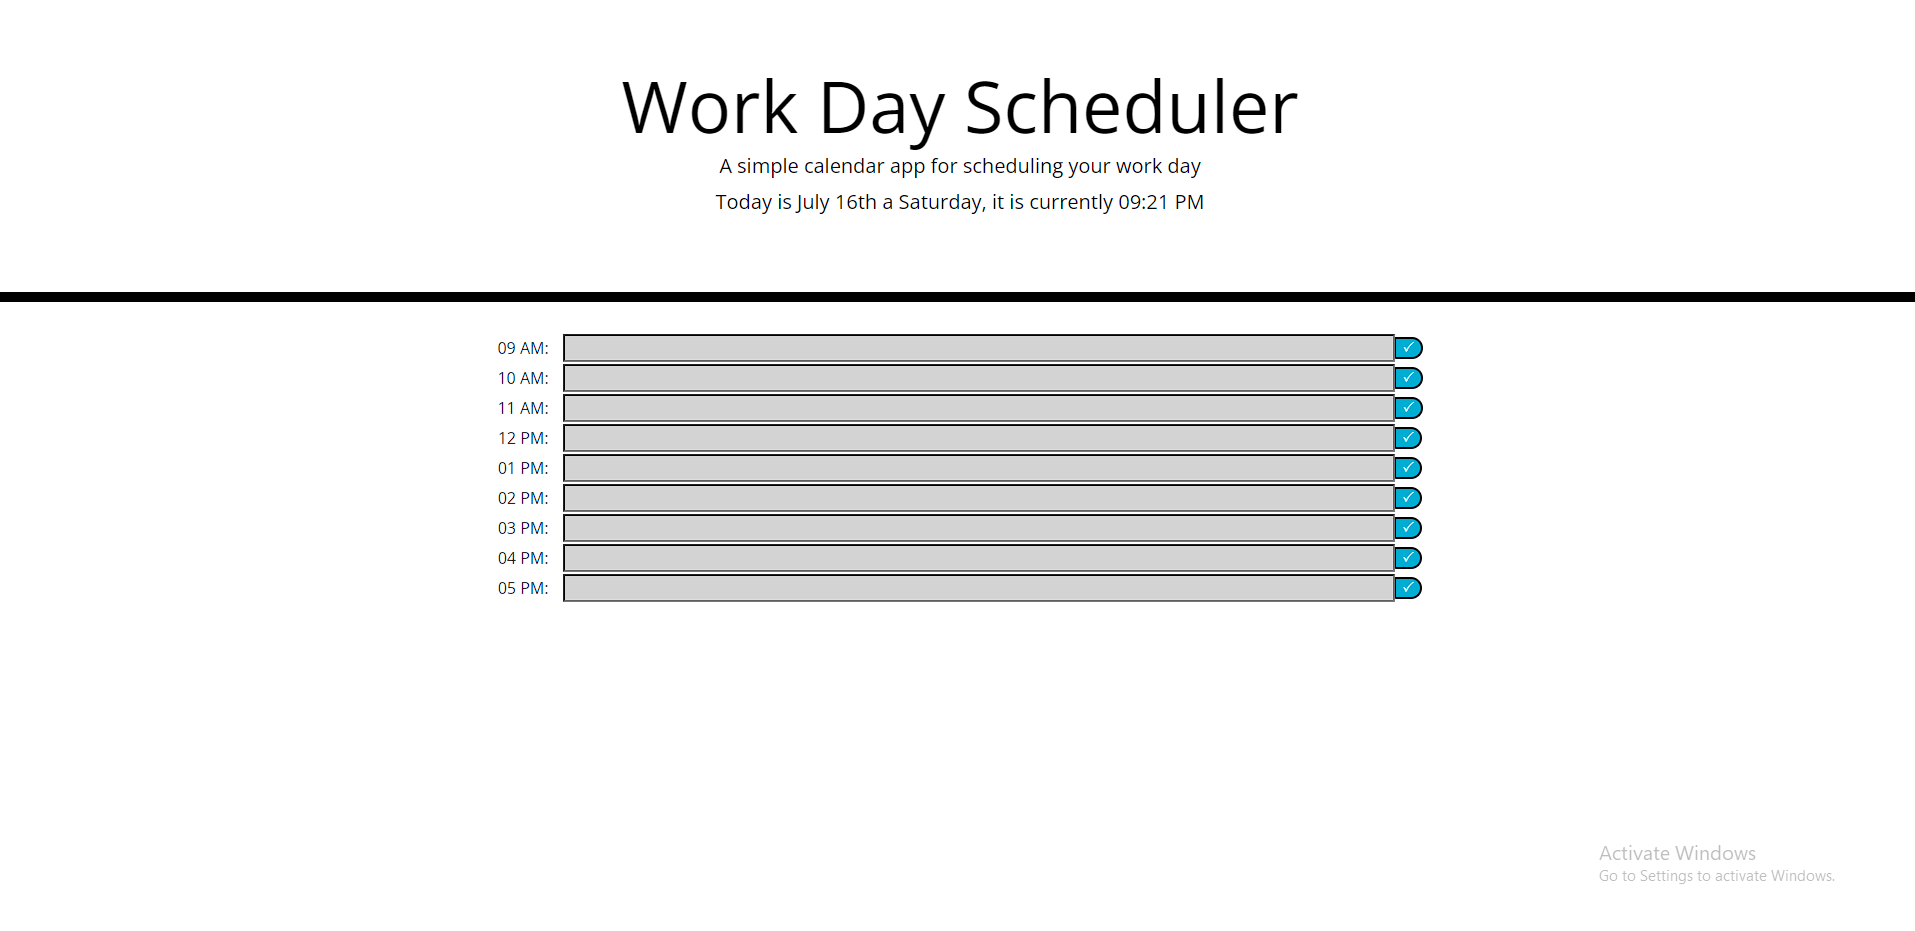 Work Day Scheduler
A simple calendar app for scheduling your work day
Today is July 16th a Saturday, it is currently 09:21 PM
09 AM:
10 AM:
11 AM:
12 PM:
01 PM:
02 PM:
03 PM:
04 PM:
05 PM:
Activate Windows
Go to Settings to activate Windows.